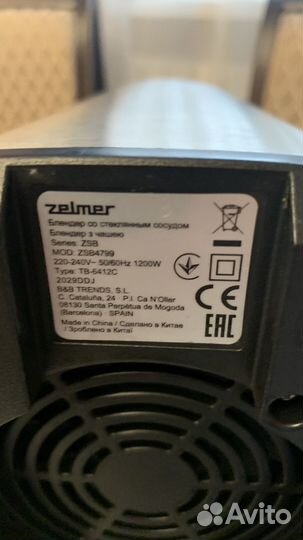 zelmer
Блендер со стеклянным сосудом
Блендер з чашею
Series: ZSB
MOD: ZSB4799
220-240V~ 50/60Hz 1200W
Type: TB-6412C
2029DDJ
B&B TRENDS, S.L.
C. Cataluña, 24 P.I. Ca N'Oller
08130 Santa Perpètua de Mogoda
(Barcelona) · SPAIN
Made in China / Сделано в Китае
/ Зроблено в Китаї
EAC
Avito